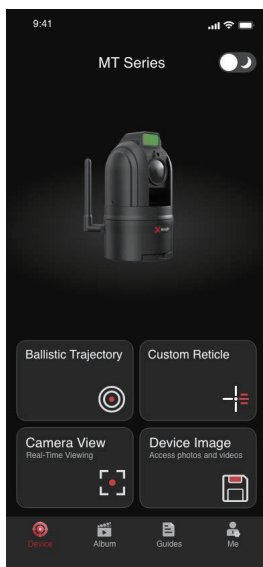 9:41
MT Series
Ballistic Trajectory
Custom Reticle
Camera View
Real-Time Viewing
Device Image
Access photos and videos
Device
Album
Guides
Me